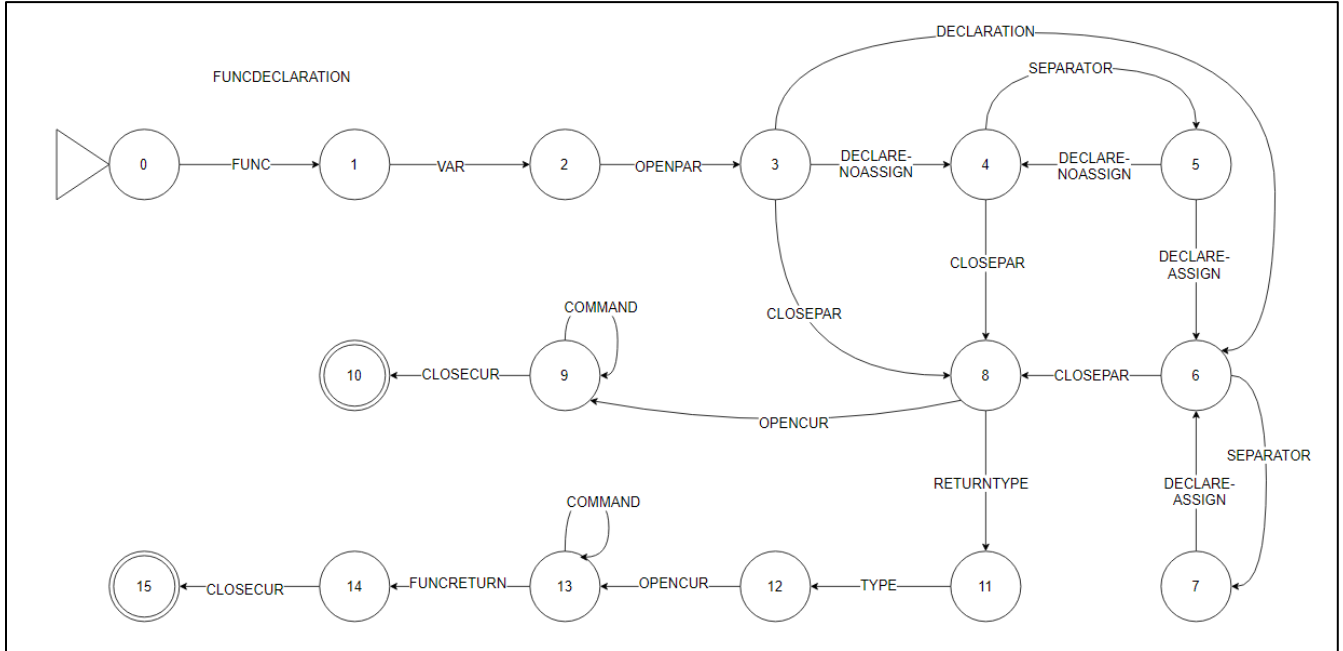 DECLARATION
FUNCDECLARATION
SEPARATOR
0
FUNC
1
VAR
2
OPENPAR
3
DECLARE-
NOASSIGN
4
DECLARE-
NOASSIGN
5
CLOSEPAR
DECLARE-
ASSIGN
COMMAND
CLOSEPAR
10
CLOSECUR
9
8
CLOSEPAR
6
OPENCUR
SEPARATOR
RETURNTYPE
DECLARE-
ASSIGN
COMMAND
15
CLOSECUR
14
FUNCRETURN
13
OPENCUR
12
TYPE
11
7